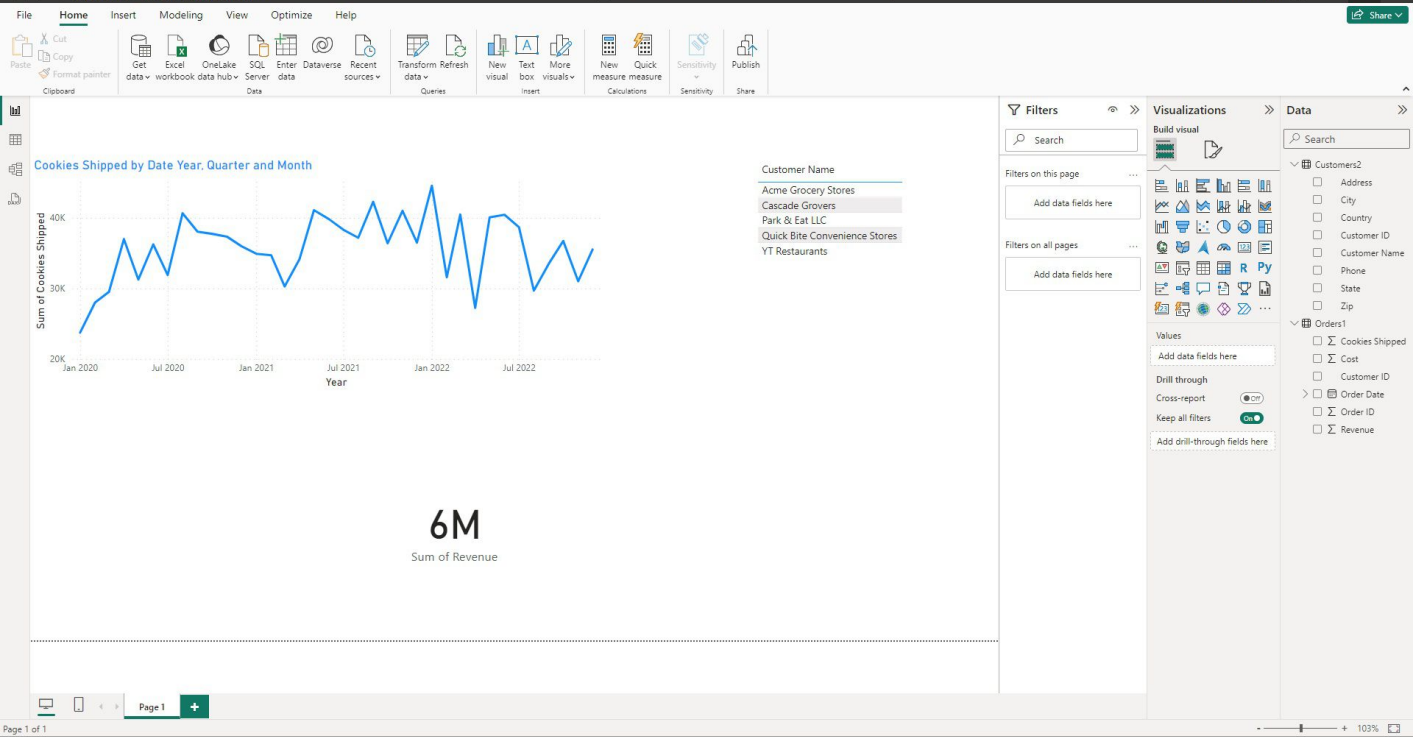 File Home Insert Modeling View Optimize Help Share
Paste
Cut
Copy
Format painter
Clipboard
Get data
Excel workbook
OneLake data hub
SQL Server
Enter data
Dataverse
Recent sources
Data
Transform data
Refresh
Queries
New visual
Text box
More visuals
Insert
New measure
Quick measure
Calculations
Sensitivity
Sensitivity
Publish
Share
Cookies Shipped by Date Year, Quarter and Month
Sum of Cookies Shipped
40K
30K
20K
Jan 2020 Jul 2020 Jan 2021 Jul 2021 Jan 2022 Jul 2022
Year
Customer Name
Acme Grocery Stores
Cascade Grovers
Park & Eat LLC
Quick Bite Convenience Stores
YT Restaurants
6M
Sum of Revenue
Filters
Search
Filters on this page ...
Add data fields here
Filters on all pages ...
Add data fields here
Visualizations
Build visual
123
R Py
123
...
Values
Add data fields here
Drill through
Cross-report Off
Keep all filters On
Add drill-through fields here
Data
Search
Customers2
Address
City
Country
Customer ID
Customer Name
Phone
State
Zip
Orders1
Σ Cookies Shipped
Σ Cost
Customer ID
Order Date
Σ Order ID
Σ Revenue
Page 1 +
Page 1 of 1
- + 103%